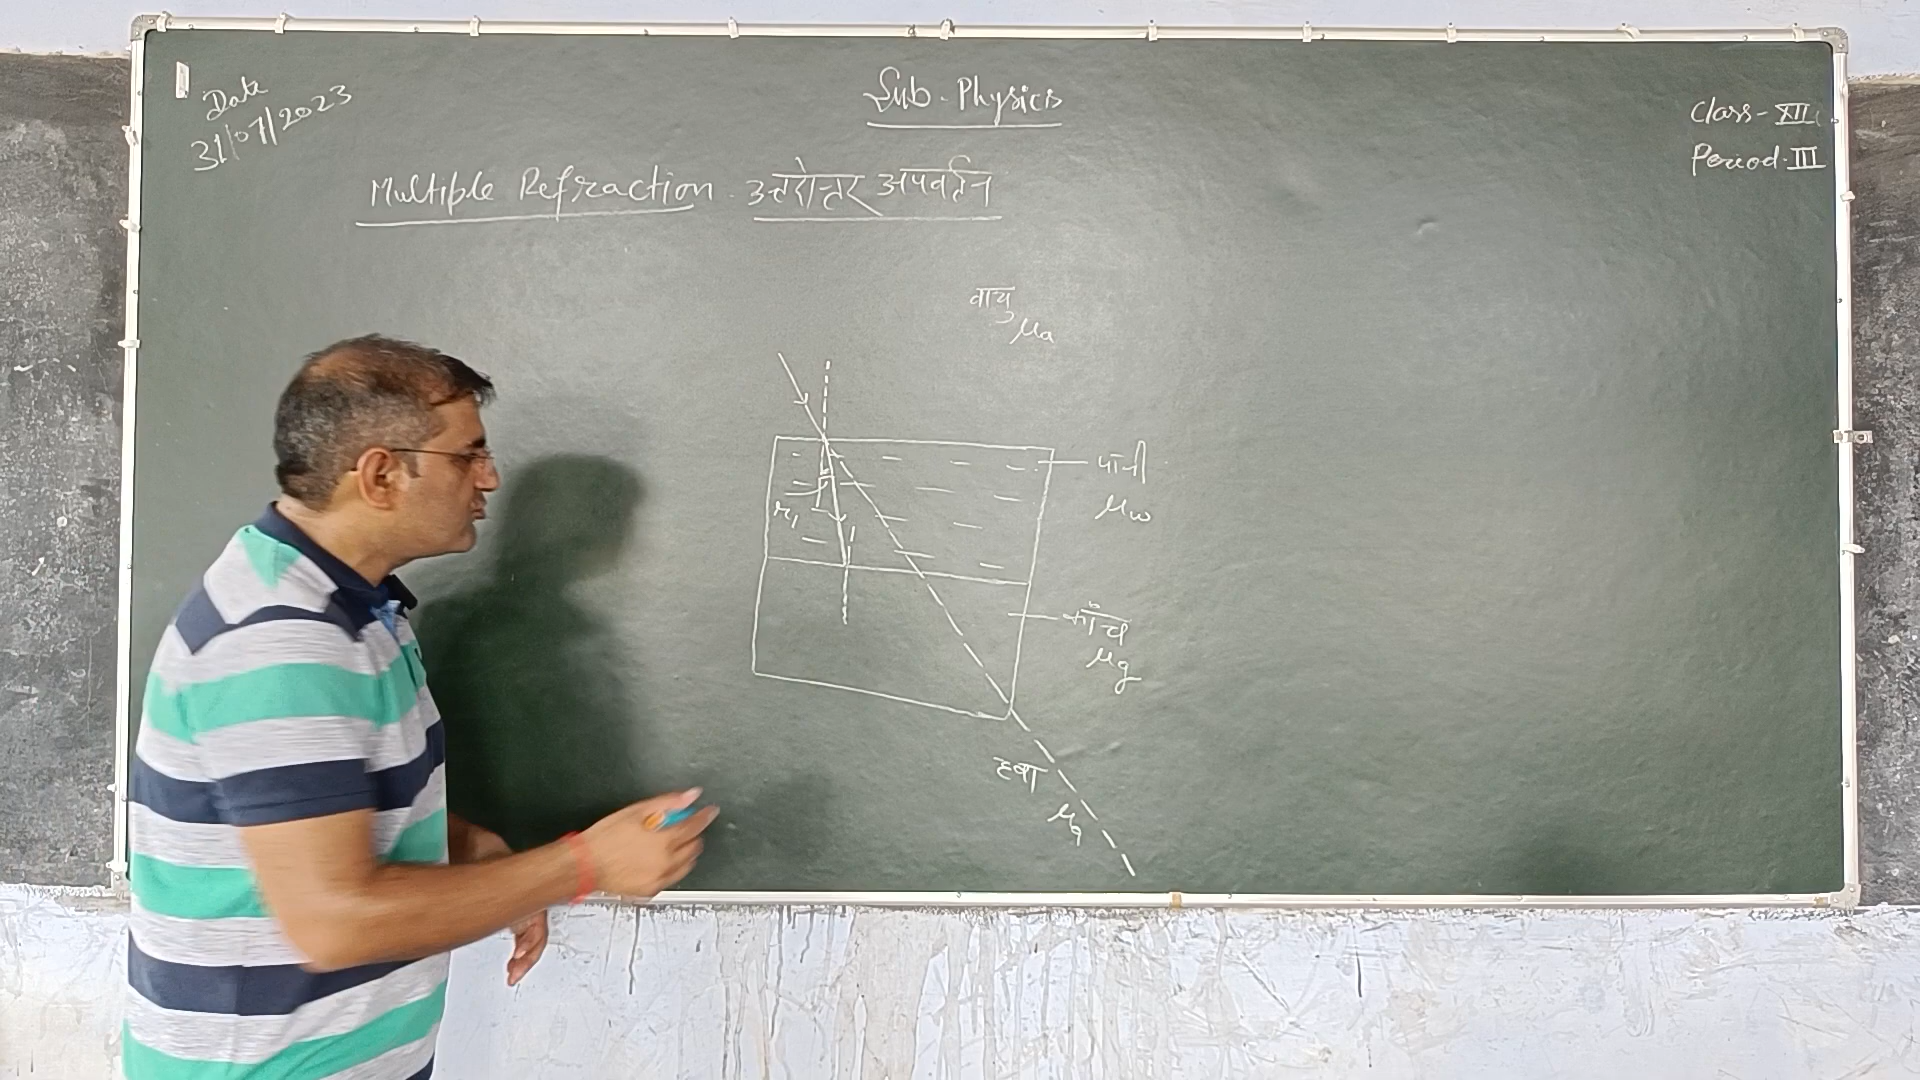 Date
31/07/2023
Sub - Physics
Class - XII
Period - III
Multiple Refraction - उत्तरोत्तर अपवर्तन
वायु
μa
पानी
μw
r1
काँच
μg
हवा
μa